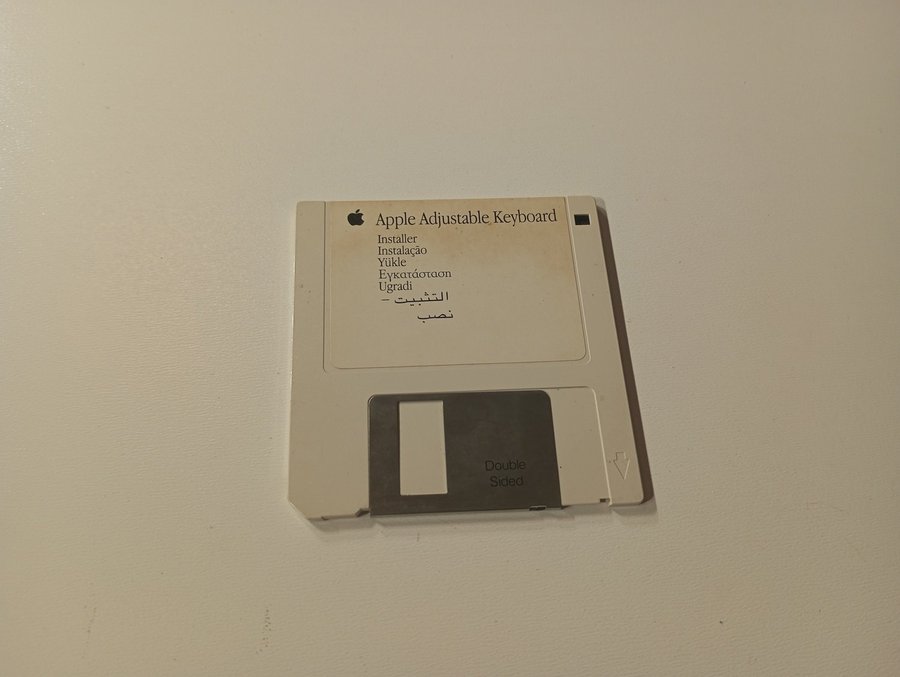 Apple Adjustable Keyboard
Installer
Instalação
Yükle
Εγκατάσταση
Ugradi
التثبيت –
نصب
Double
Sided